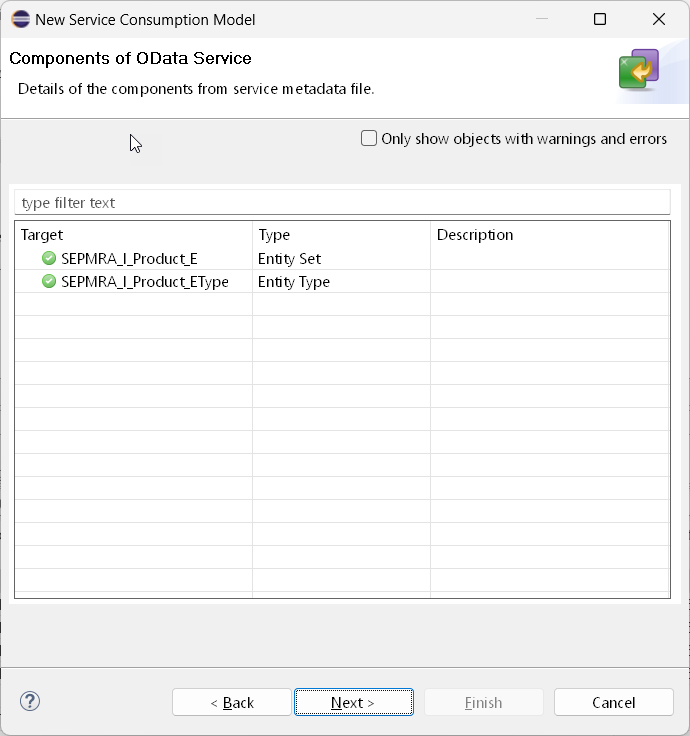 New Service Consumption Model
Components of OData Service
Details of the components from service metadata file.
Only show objects with warnings and errors
type filter text
Target Type Description
SEPMRA_I_Product_E Entity Set
SEPMRA_I_Product_EType Entity Type
? < Back Next > Finish Cancel